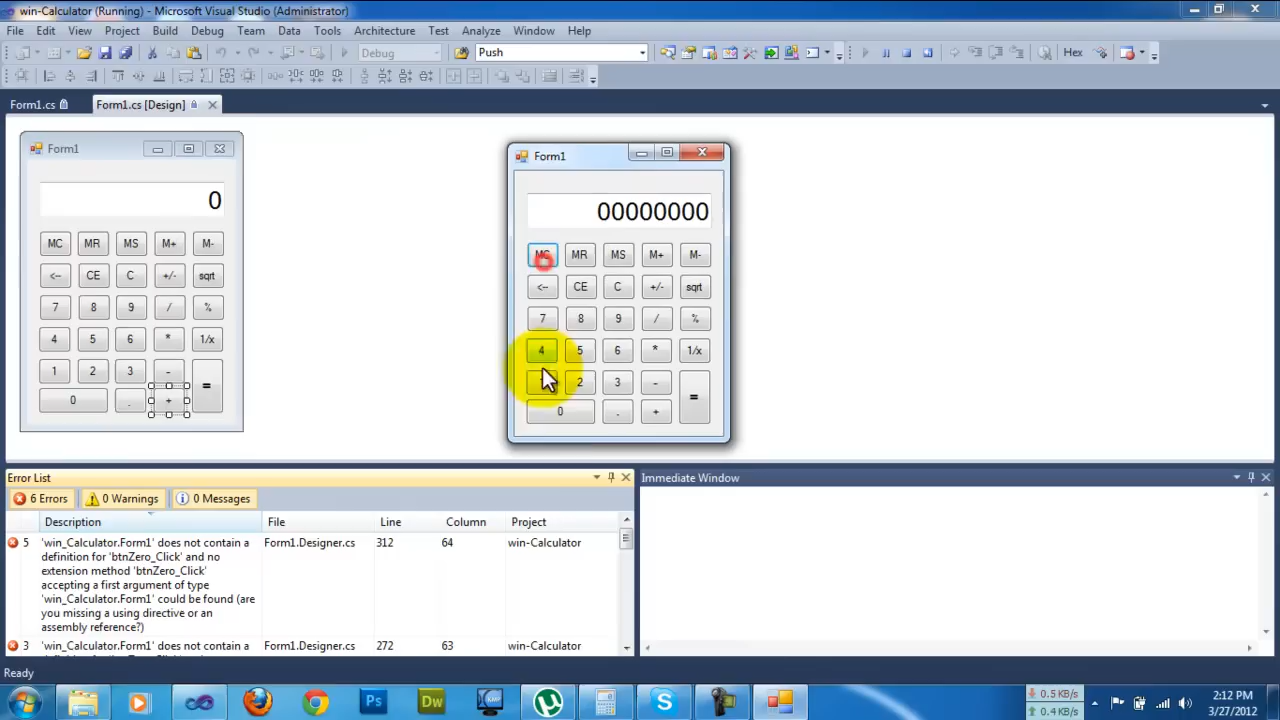 win-Calculator (Running) - Microsoft Visual Studio (Administrator)
File Edit View Project Build Debug Team Data Tools Architecture Test Analyze Window Help
Debug Push Hex
Form1.cs Form1.cs [Design]
Form1
0
MC MR MS M+ M-
<-- CE C +/- sqrt
7 8 9 / %
4 5 6 * 1/x
1 2 3 -
=
0 . +
Form1
00000000
MC MR MS M+ M-
<-- CE C +/- sqrt
7 8 9 / %
4 5 6 * 1/x
1 2 3 -
=
0 . +
Error List
6 Errors 0 Warnings 0 Messages
Description File Line Column Project
5 'win_Calculator.Form1' does not contain a Form1.Designer.cs 312 64 win-Calculator
definition for 'btnZero_Click' and no
extension method 'btnZero_Click'
accepting a first argument of type
'win_Calculator.Form1' could be found (are
you missing a using directive or an
assembly reference?)
3 'win_Calculator.Form1' does not contain a Form1.Designer.cs 272 63 win-Calculator
Immediate Window
Ready
Ps Dw
0.5 KB/s
0.4 KB/s
2:12 PM
3/27/2012